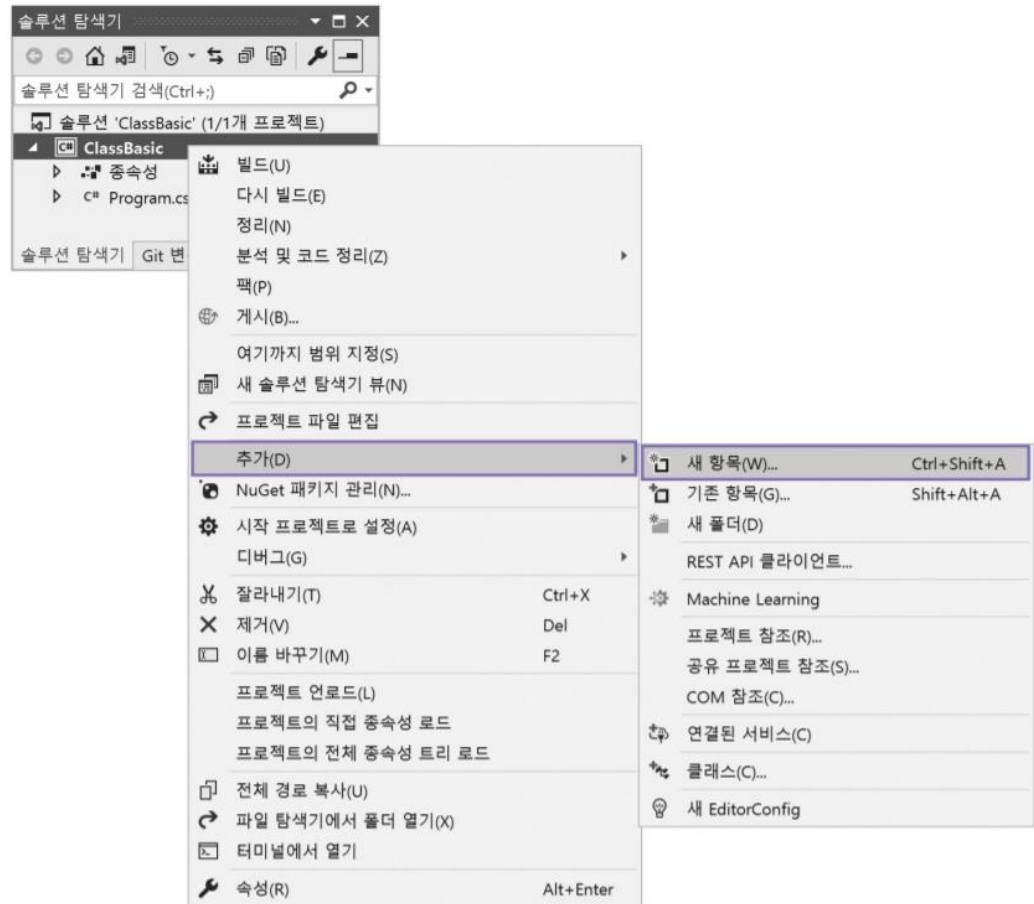 솔루션 탐색기
솔루션 탐색기 검색(Ctrl+;)
솔루션 'ClassBasic' (1/1개 프로젝트)
C# ClassBasic
종속성
C# Program.cs
솔루션 탐색기 Git 변
빌드(U)
다시 빌드(E)
정리(N)
분석 및 코드 정리(Z)
팩(P)
게시(B)...
여기까지 범위 지정(S)
새 솔루션 탐색기 뷰(N)
프로젝트 파일 편집
추가(D)
NuGet 패키지 관리(N)...
시작 프로젝트로 설정(A)
디버그(G)
잘라내기(T) Ctrl+X
제거(V) Del
이름 바꾸기(M) F2
프로젝트 언로드(L)
프로젝트의 직접 종속성 로드
프로젝트의 전체 종속성 트리 로드
전체 경로 복사(U)
파일 탐색기에서 폴더 열기(X)
터미널에서 열기
속성(R) Alt+Enter
새 항목(W)... Ctrl+Shift+A
기존 항목(G)... Shift+Alt+A
새 폴더(D)
REST API 클라이언트...
Machine Learning
프로젝트 참조(R)...
공유 프로젝트 참조(S)...
COM 참조(C)...
연결된 서비스(C)
클래스(C)...
새 EditorConfig